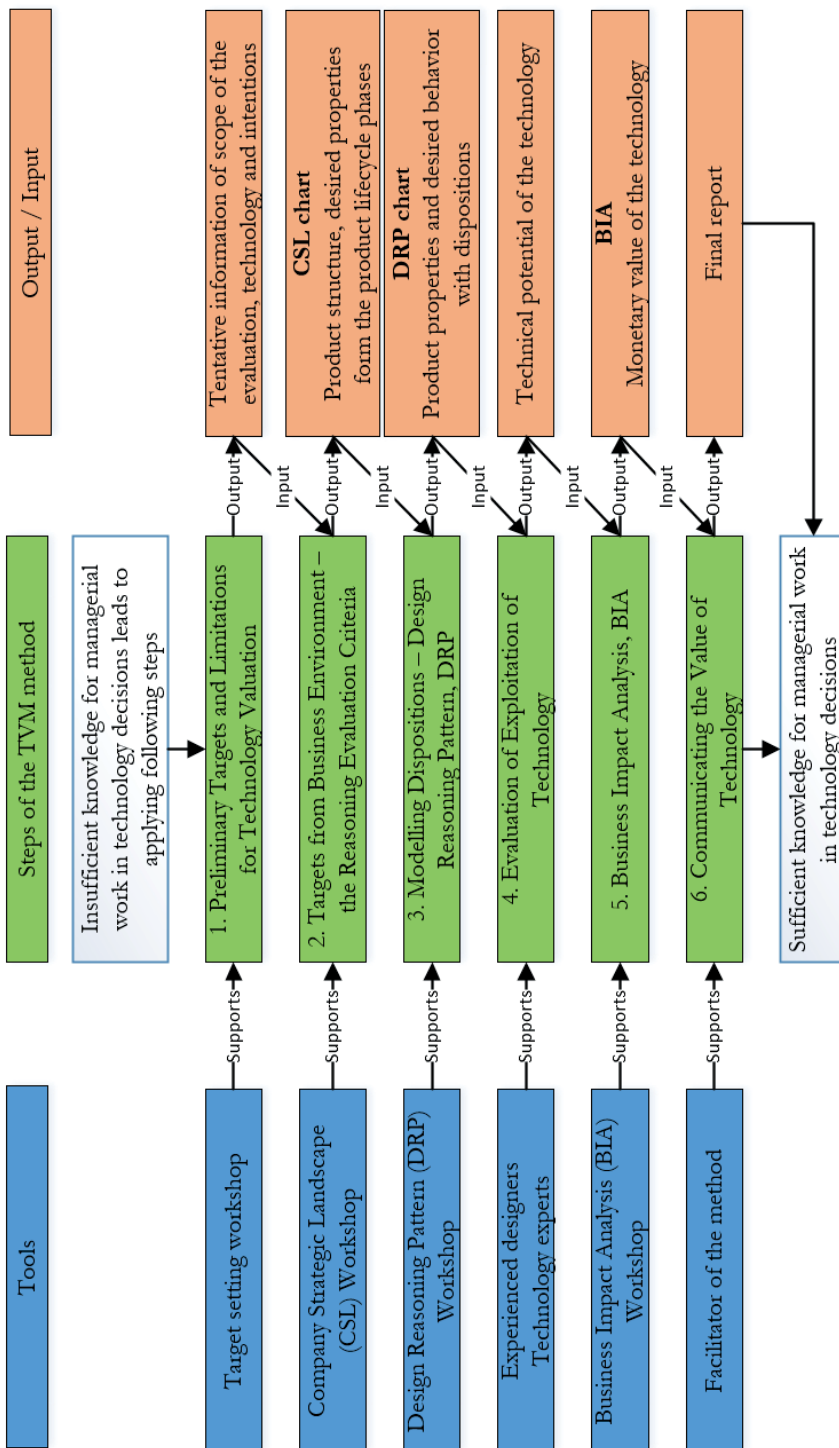 Tools
Steps of the TVM method
Output / Input
Insufficient knowledge for managerial
work in technology decisions leads to
applying following steps
Target setting workshop
Supports
1. Preliminary Targets and Limitations
for Technology Valuation
Output
Tentative information of scope of the
evaluation, technology and intentions
Input
Company Strategic Landscape
(CSL) Workshop
Supports
2. Targets from Business Environment –
the Reasoning Evaluation Criteria
Output
CSL chart
Product structure, desired properties
form the product lifecycle phases
Input
Design Reasoning Pattern (DRP)
Workshop
Supports
3. Modelling Dispositions – Design
Reasoning Pattern, DRP
Output
DRP chart
Product properties and desired behavior
with dispositions
Input
Experienced designers
Technology experts
Supports
4. Evaluation of Exploitation of
Technology
Output
Technical potential of the technology
Input
Business Impact Analysis (BIA)
Workshop
Supports
5. Business Impact Analysis, BIA
Output
BIA
Monetary value of the technology
Input
Facilitator of the method
Supports
6. Communicating the Value of
Technology
Output
Final report
Sufficient knowledge for managerial work
in technology decisions